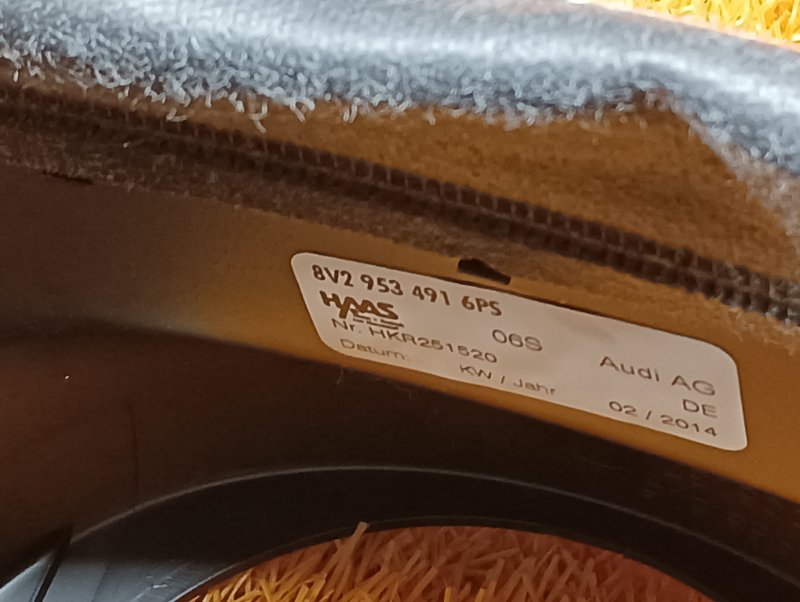 8V2 953 491 6PS
HAAS
06S
Audi AG
Nr. HKR251520
DE
Datum:
KW / Jahr
02 / 2014